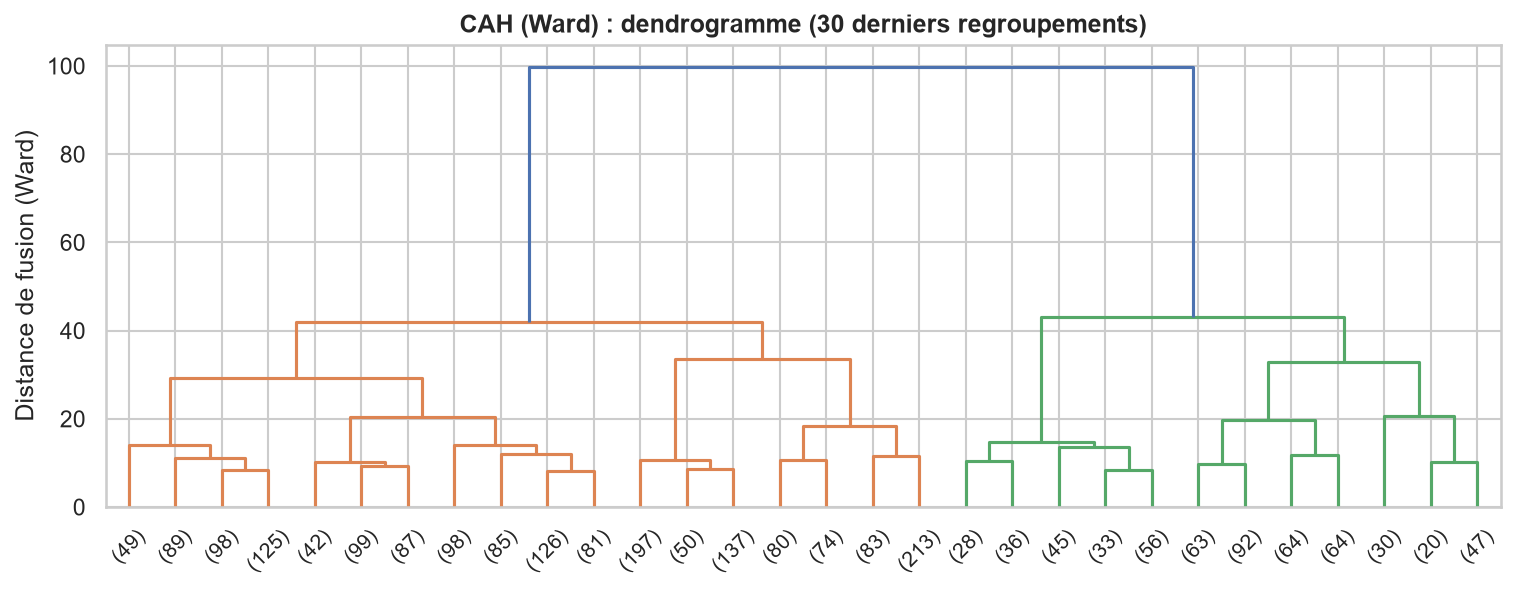 CAH (Ward) : dendrogramme (30 derniers regroupements)
Distance de fusion (Ward)
100
80
60
40
20
0
(49) (89) (98) (125) (42) (99) (87) (98) (85) (126) (81) (197) (50) (137) (80) (74) (83) (213) (28) (36) (45) (33) (56) (63) (92) (64) (64) (30) (20) (47)